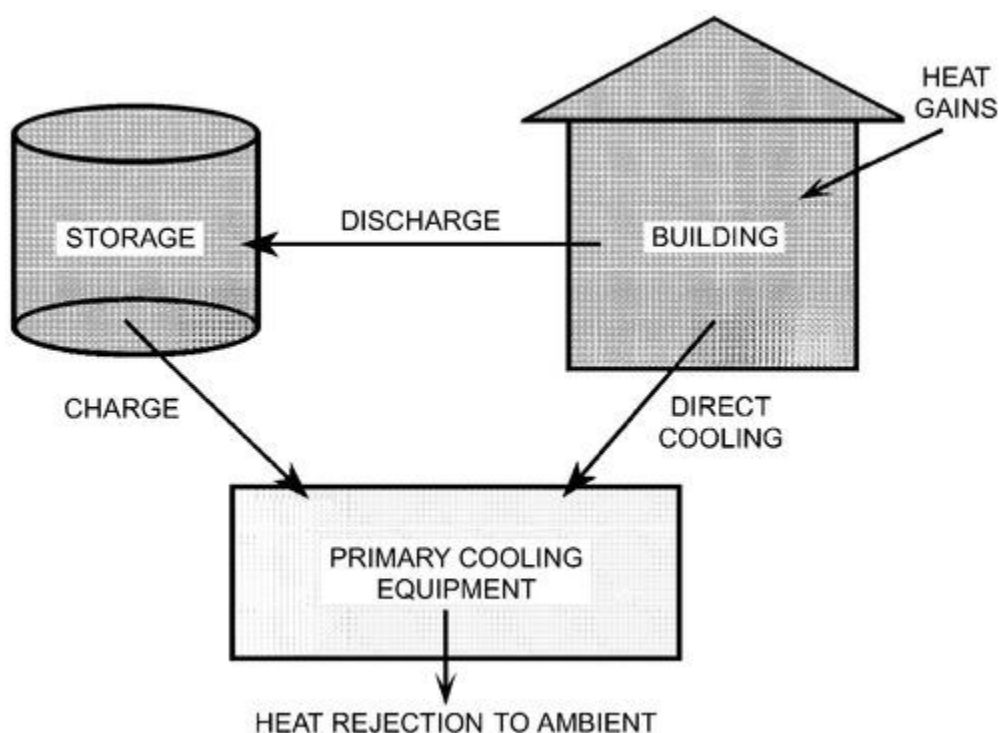 HEAT
GAINS
STORAGE
DISCHARGE
BUILDING
CHARGE
DIRECT
COOLING
PRIMARY COOLING
EQUIPMENT
HEAT REJECTION TO AMBIENT